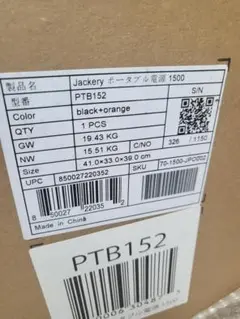 製品名 Jackery ポータブル電源 1500
型番 PTB152 S/N
Color black+orange
QTY 1 PCS
GW 19.43 KG
NW 15.51 KG C/NO 326 / 1150
Size 41.0×33.0×39.0 cm
UPC 850027220352 SKU 70-1500-JPOB02
8 50027 22035 2
Made in China
PTB152